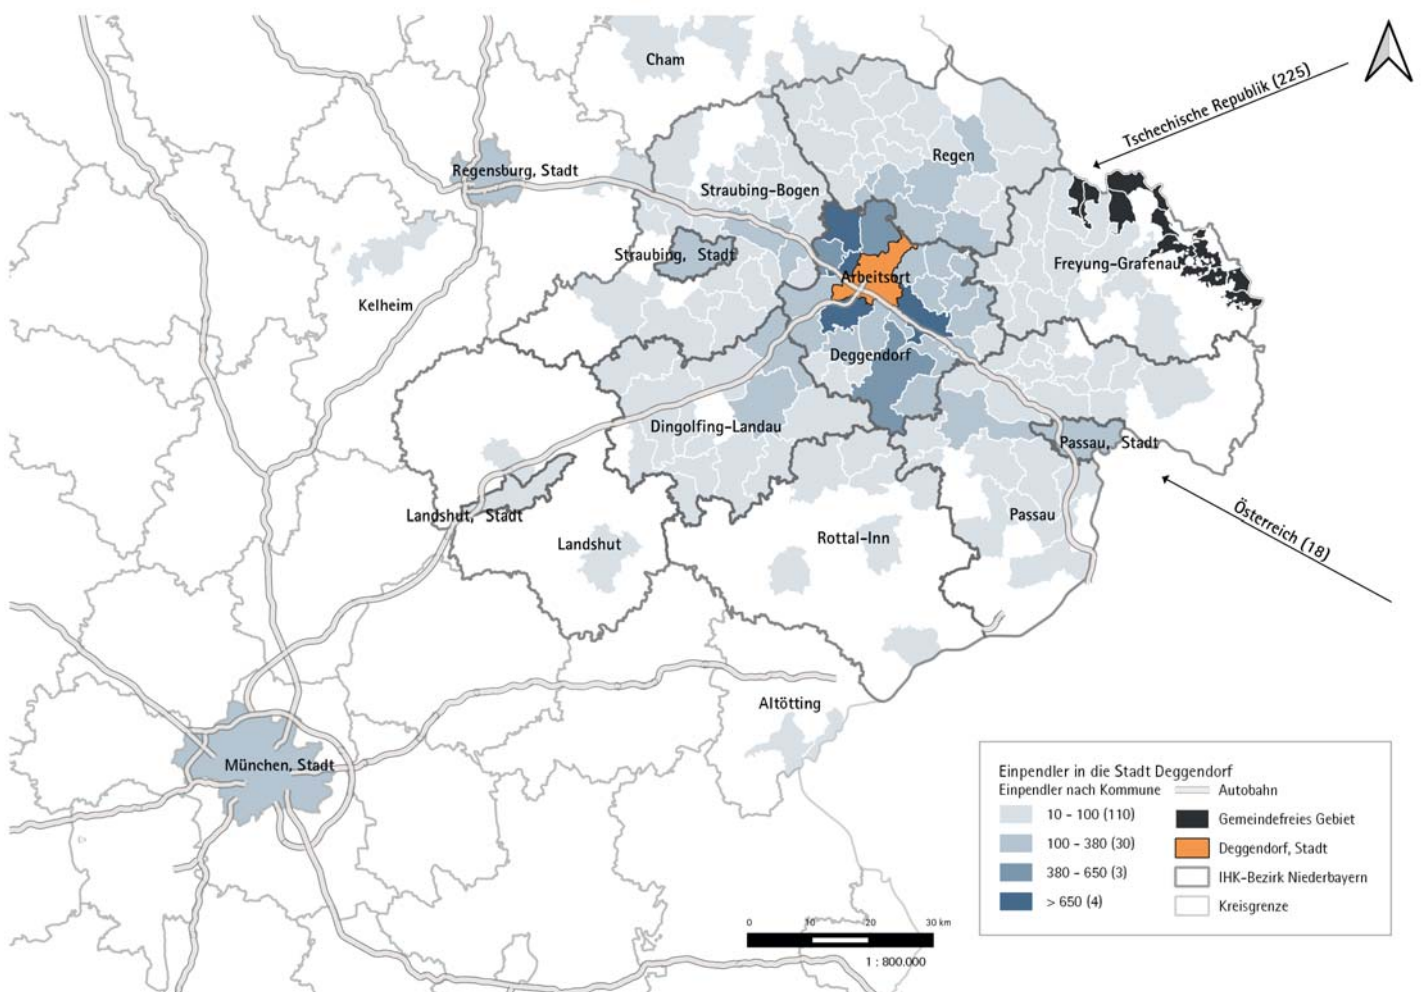 Cham
Tschechische Republik (225)
Regen
Regensburg, Stadt
Straubing-Bogen
Straubing, Stadt
Freyung-Grafenau
Arbeitsort
Kelheim
Deggendorf
Dingolfing-Landau
Passau, Stadt
Landshut, Stadt
Passau
Österreich (18)
Landshut
Rottal-Inn
Altötting
München, Stadt
Einpendler in die Stadt Deggendorf
Einpendler nach Kommune
10 - 100 (110)
100 - 380 (30)
380 - 650 (3)
> 650 (4)
Autobahn
Gemeindefreies Gebiet
Deggendorf, Stadt
IHK-Bezirk Niederbayern
Kreisgrenze
0 10 20 30 km
1 : 800.000